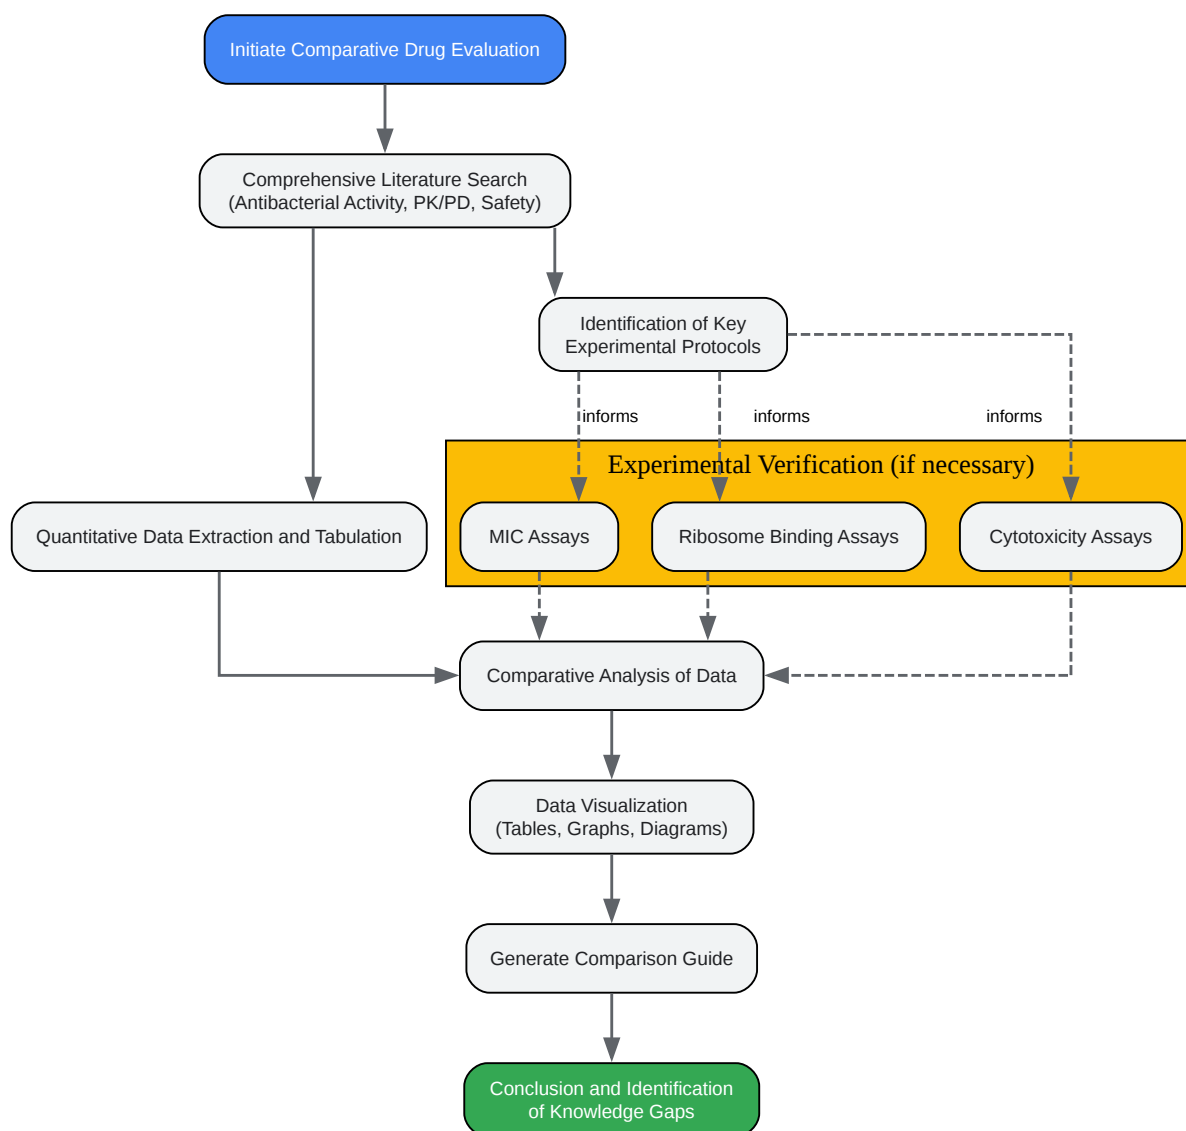 Initiate Comparative Drug Evaluation
Comprehensive Literature Search
(Antibacterial Activity, PK/PD, Safety)
Identification of Key
Experimental Protocols
informs
informs
informs
Experimental Verification (if necessary)
Quantitative Data Extraction and Tabulation
MIC Assays
Ribosome Binding Assays
Cytotoxicity Assays
Comparative Analysis of Data
Data Visualization
(Tables, Graphs, Diagrams)
Generate Comparison Guide
Conclusion and Identification
of Knowledge Gaps